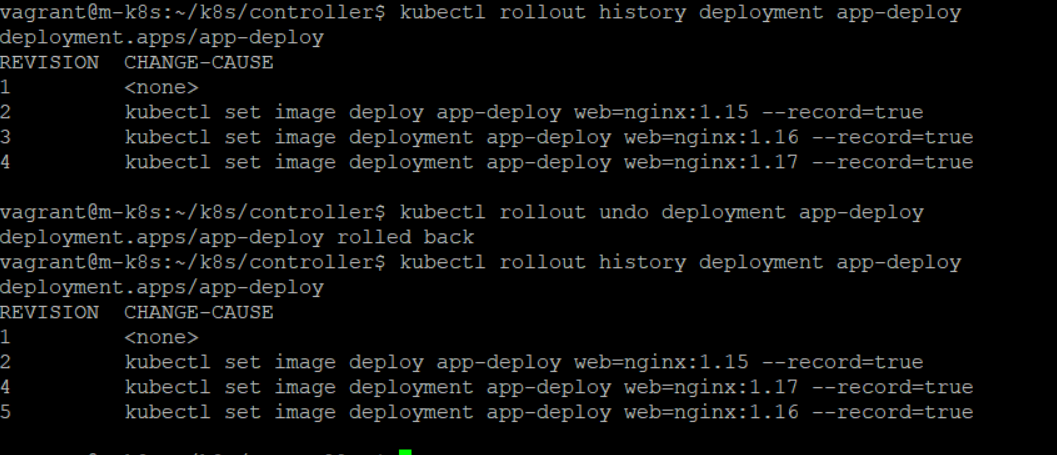 vagrant@m-k8s:~/k8s/controller$ kubectl rollout history deployment app-deploy
deployment.apps/app-deploy
REVISION  CHANGE-CAUSE
1         <none>
2         kubectl set image deploy app-deploy web=nginx:1.15 --record=true
3         kubectl set image deployment app-deploy web=nginx:1.16 --record=true
4         kubectl set image deployment app-deploy web=nginx:1.17 --record=true
vagrant@m-k8s:~/k8s/controller$ kubectl rollout undo deployment app-deploy
deployment.apps/app-deploy rolled back
vagrant@m-k8s:~/k8s/controller$ kubectl rollout history deployment app-deploy
deployment.apps/app-deploy
REVISION  CHANGE-CAUSE
1         <none>
2         kubectl set image deploy app-deploy web=nginx:1.15 --record=true
4         kubectl set image deployment app-deploy web=nginx:1.17 --record=true
5         kubectl set image deployment app-deploy web=nginx:1.16 --record=true